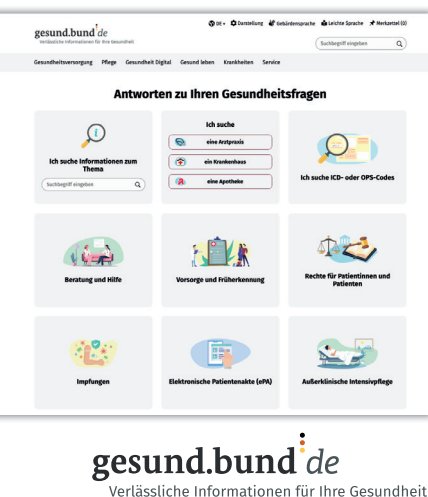 gesund.bund.de
Verlässliche Informationen für Ihre Gesundheit
DE
Darstellung
Gebärdensprache
Leichte Sprache
Merkzettel (0)
Suchbegriff eingeben
Gesundheitsversorgung Pflege Gesundheit Digital Gesund leben Krankheiten Service
Antworten zu Ihren Gesundheitsfragen
Ich suche Informationen zum
Thema
Suchbegriff eingeben
Ich suche
eine Arztpraxis
ein Krankenhaus
eine Apotheke
Ich suche ICD- oder OPS-Codes
Beratung und Hilfe
Vorsorge und Früherkennung
Rechte für Patientinnen und
Patienten
Impfungen
Elektronische Patientenakte (ePA)
Außerklinische Intensivpflege
gesund.bund.de
Verlässliche Informationen für Ihre Gesundheit